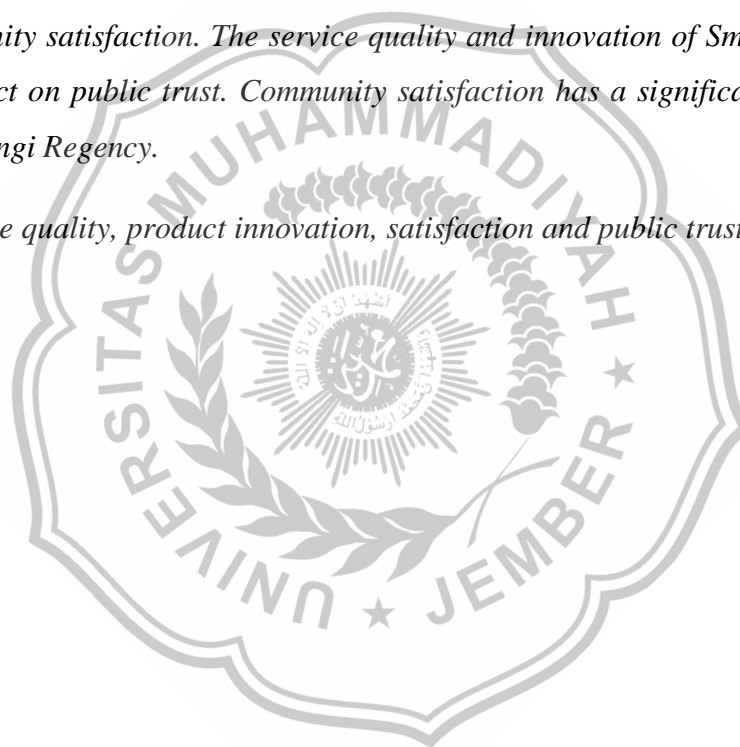 nity satisfaction. The service quality and innovation of Sm
ct on public trust. Community satisfaction has a significa
ngi Regency.
e quality, product innovation, satisfaction and public trust
UNIVERSITAS MUHAMMADIYAH
★ JEMBER ★